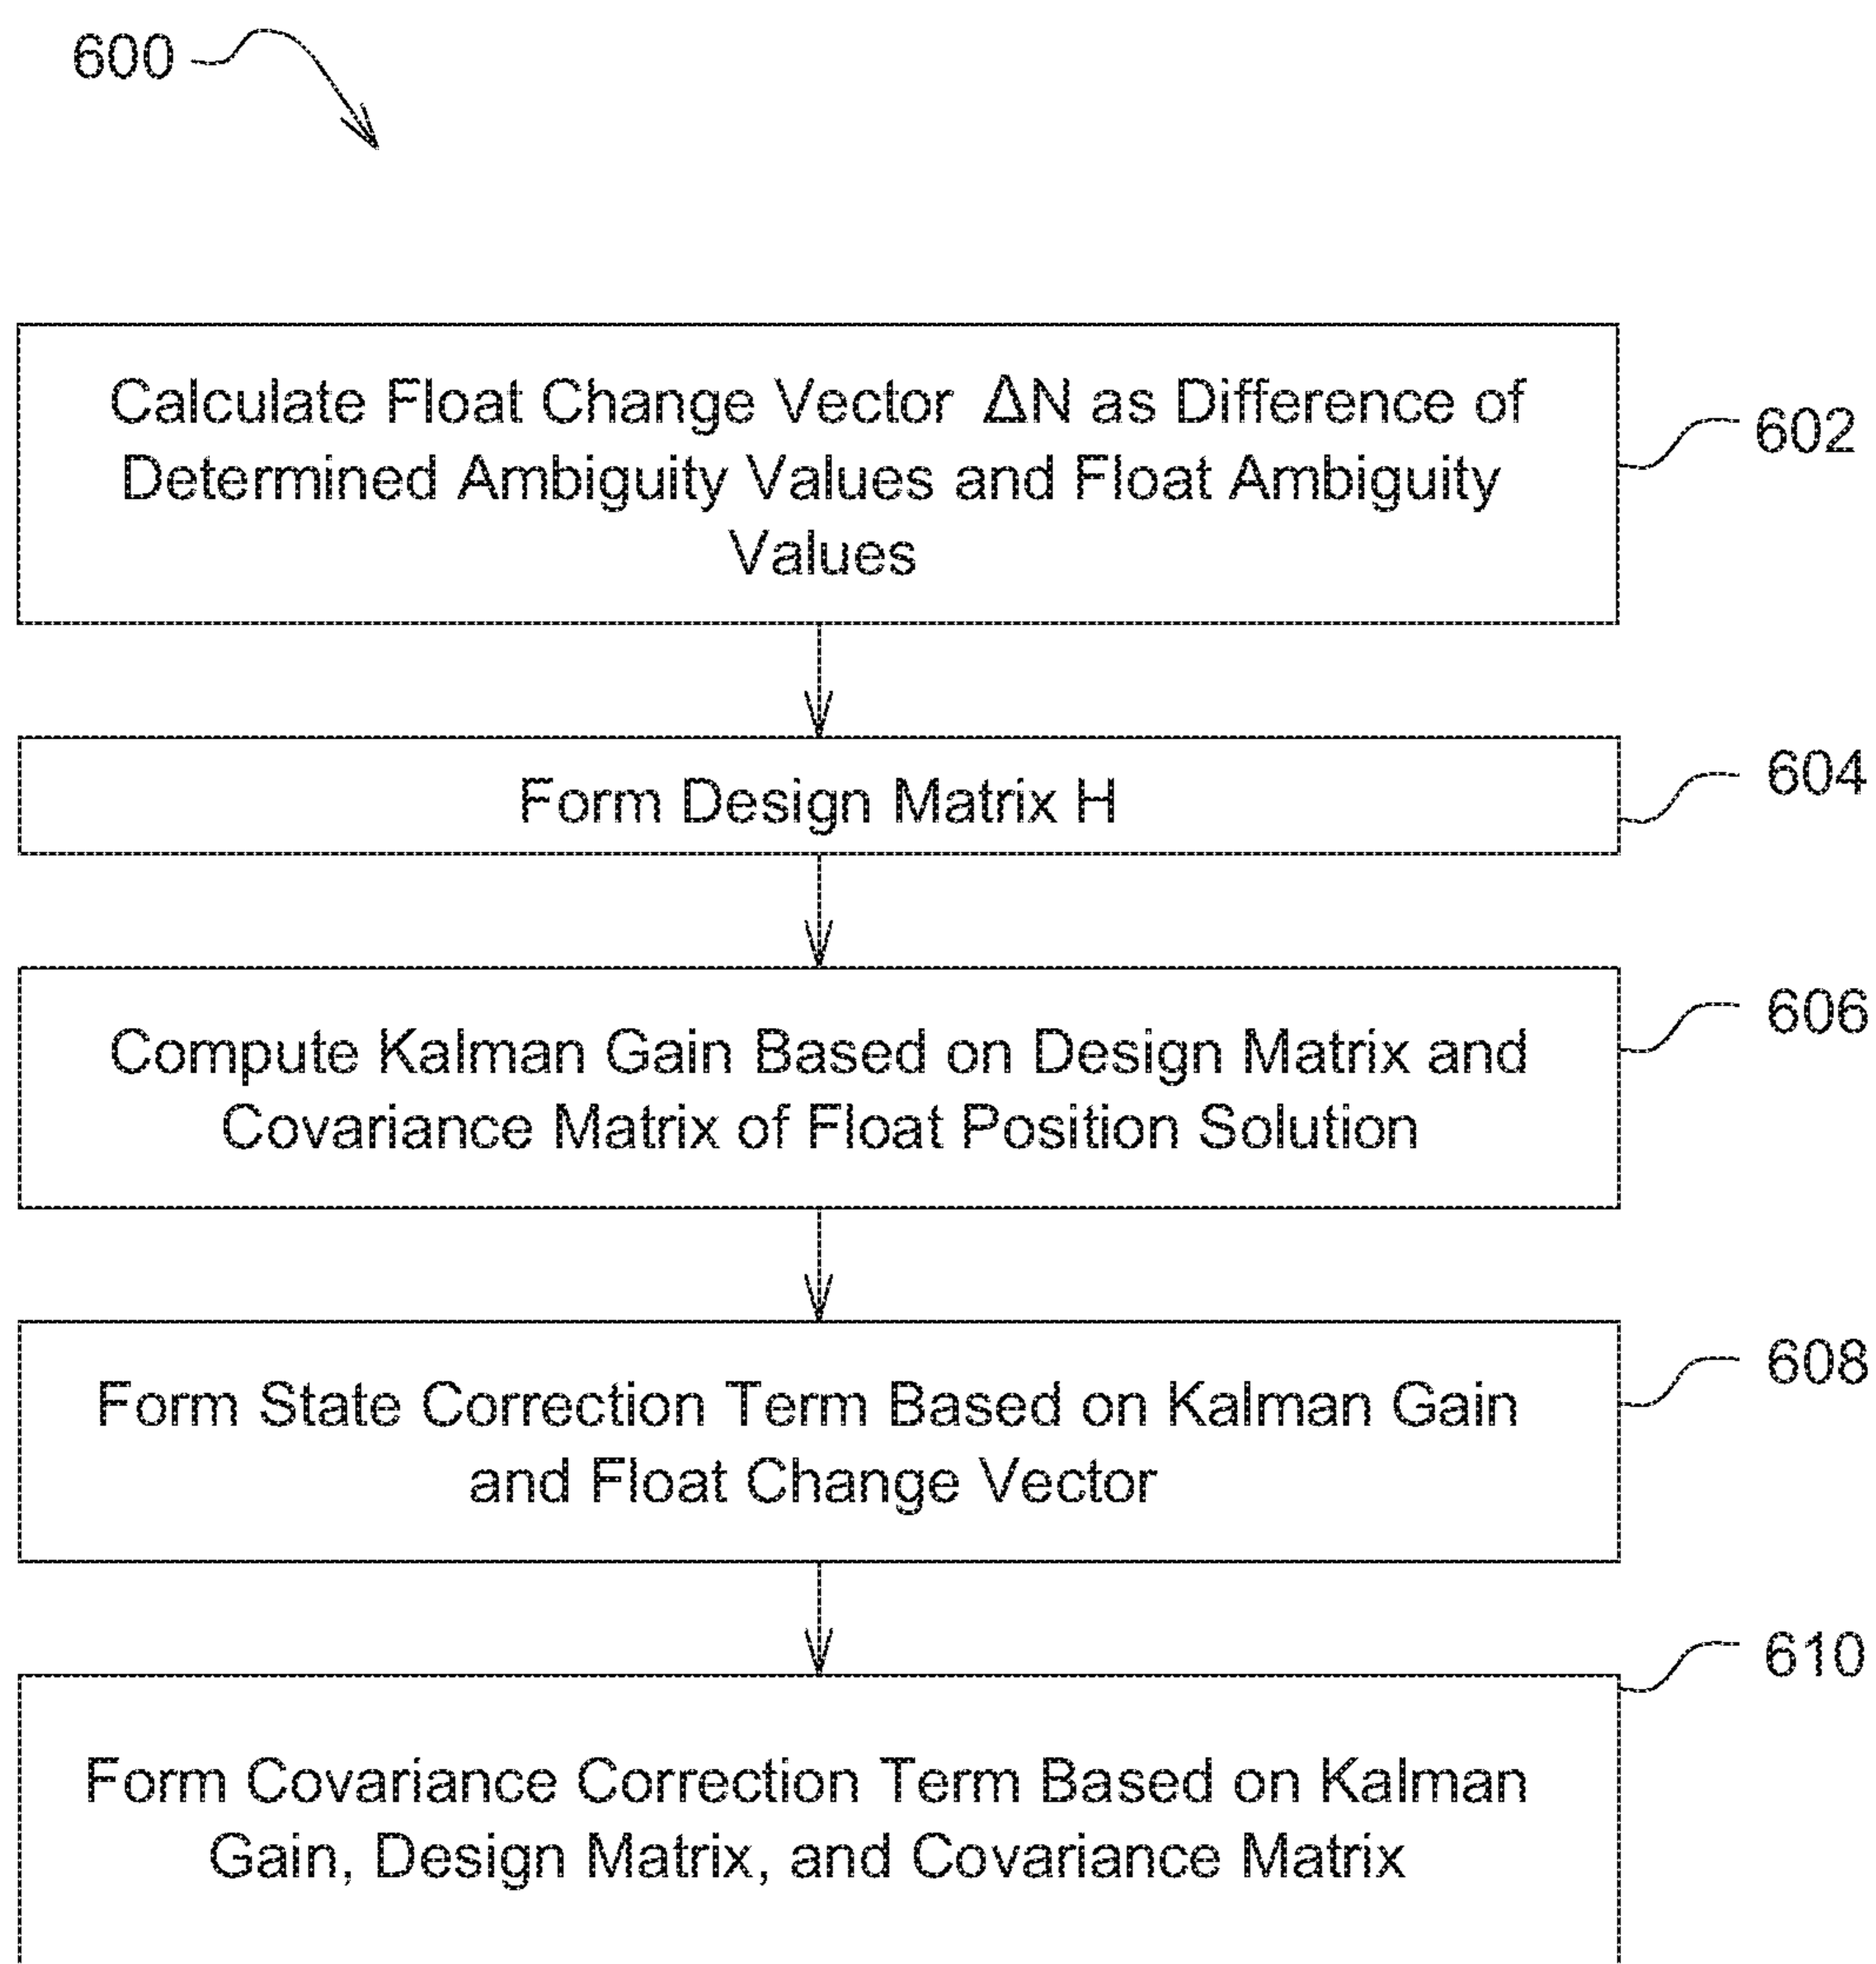 600
Calculate Float Change Vector ΔN as Difference of
Determined Ambiguity Values and Float Ambiguity
Values
602
Form Design Matrix H
604
Compute Kalman Gain Based on Design Matrix and
Covariance Matrix of Float Position Solution
606
Form State Correction Term Based on Kalman Gain
and Float Change Vector
608
Form Covariance Correction Term Based on Kalman
Gain, Design Matrix, and Covariance Matrix
610